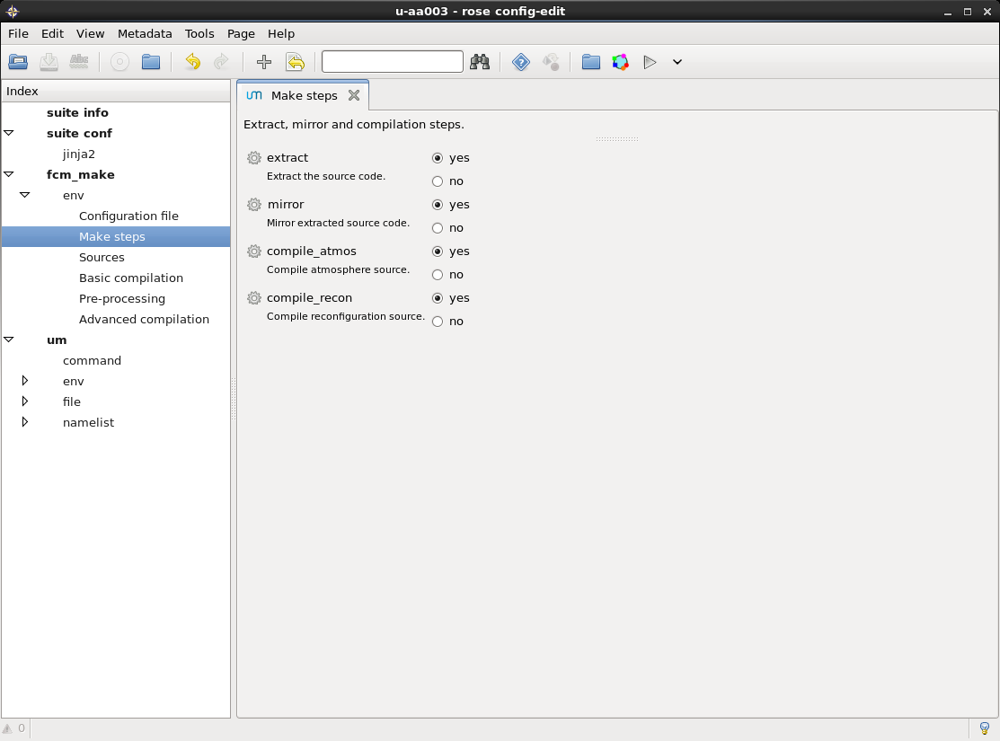 u-aa003 - rose config-edit
File Edit View Metadata Tools Page Help
Abc
Index
suite info
suite conf
jinja2
fcm_make
env
Configuration file
Make steps
Sources
Basic compilation
Pre-processing
Advanced compilation
um
command
env
file
namelist
um Make steps
Extract, mirror and compilation steps.
extract
Extract the source code.
yes
no
mirror
Mirror extracted source code.
yes
no
compile_atmos
Compile atmosphere source.
yes
no
compile_recon
Compile reconfiguration source.
yes
no
0